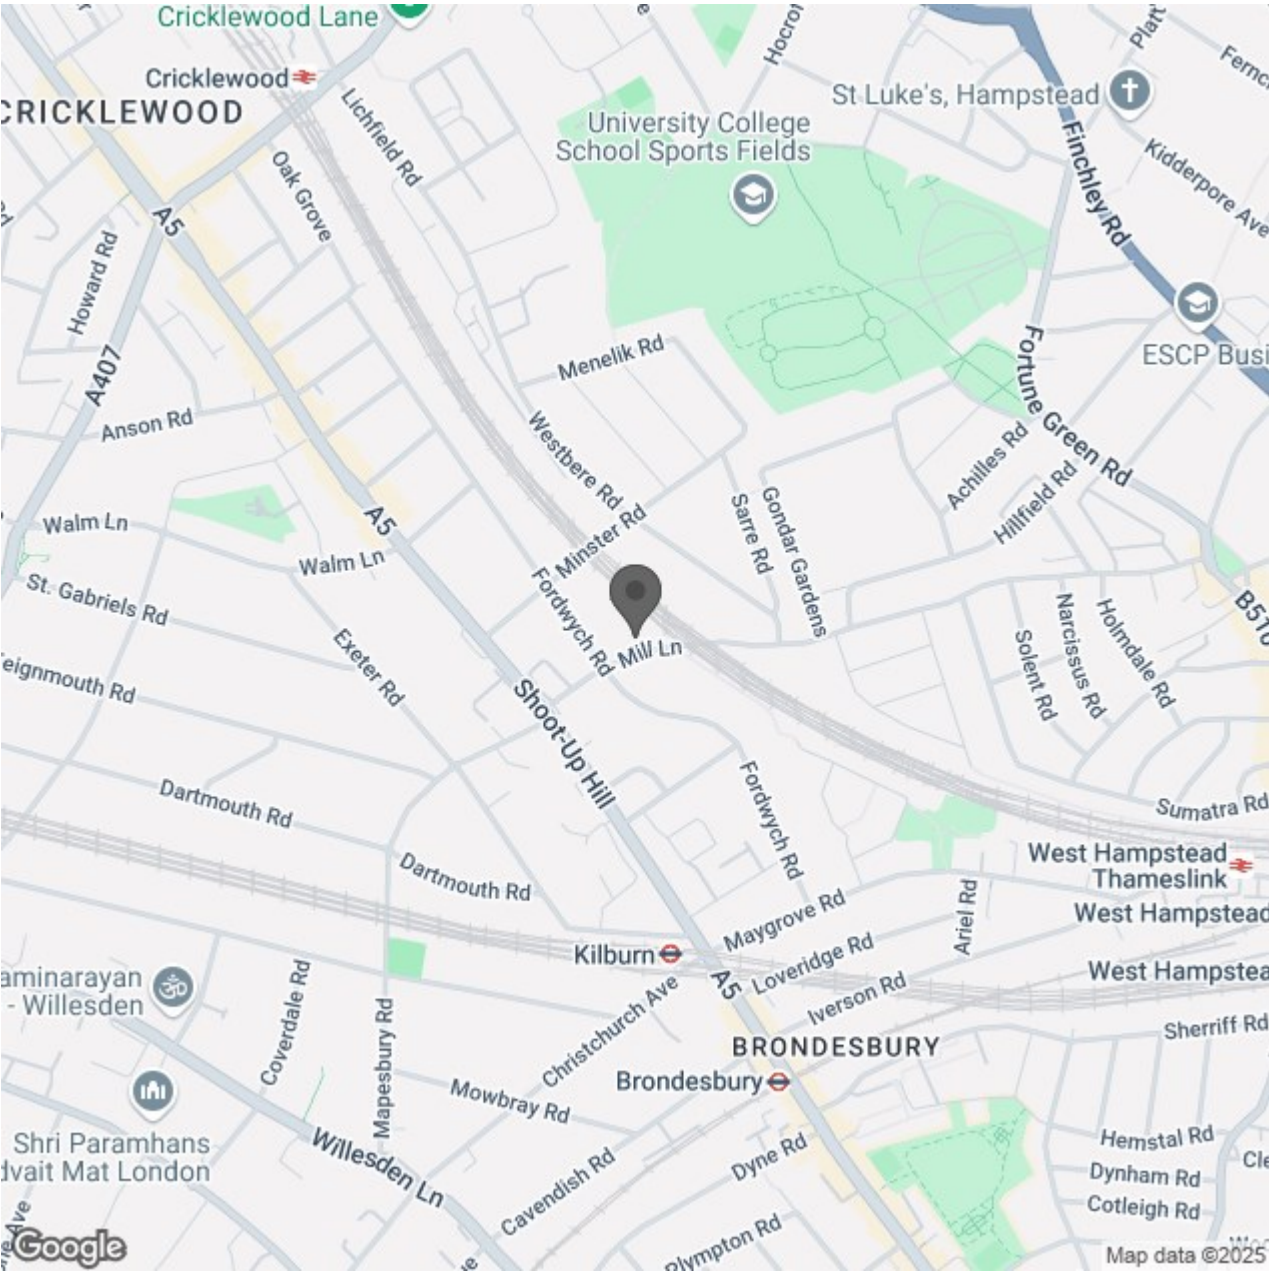 Cricklewood Lane
Cricklewood
CRICKLEWOOD
Lichfield Rd
Oak Grove
A5
Howard Rd
A407
Anson Rd
University College
School Sports Fields
St Luke's, Hampstead
Finchley Rd
Kidderpore Ave
ESCP Busi
Menelik Rd
Fortune Green Rd
Westbere Rd
Achilles Rd
Hillfield Rd
Sarre Rd
Gondar Gardens
A5
Walm Ln
Walm Ln
Minster Rd
St. Gabriels Rd
Exeter Rd
Fordwych Rd
Mill Ln
Solent Rd
Narcissus Rd
Holmdale Rd
B510
eignmouth Rd
Shoot-Up Hill
Dartmouth Rd
Fordwych Rd
Sumatra Rd
Dartmouth Rd
West Hampstead
Thameslink
West Hampstead
West Hampstea
Maygrove Rd
Ariel Rd
Kilburn
A5
Loveridge Rd
Iverson Rd
Sherriff Rd
aminarayan
- Willesden
Coverdale Rd
Mapesbury Rd
Christchurch Ave
BRONDESBURY
Brondesbury
Mowbray Rd
Shri Paramhans
dvait Mat London
Willesden Ln
Cavendish Rd
Dyne Rd
Plympton Rd
Hemstal Rd
Dynham Rd
Cotleigh Rd
Google
Map data ©2025